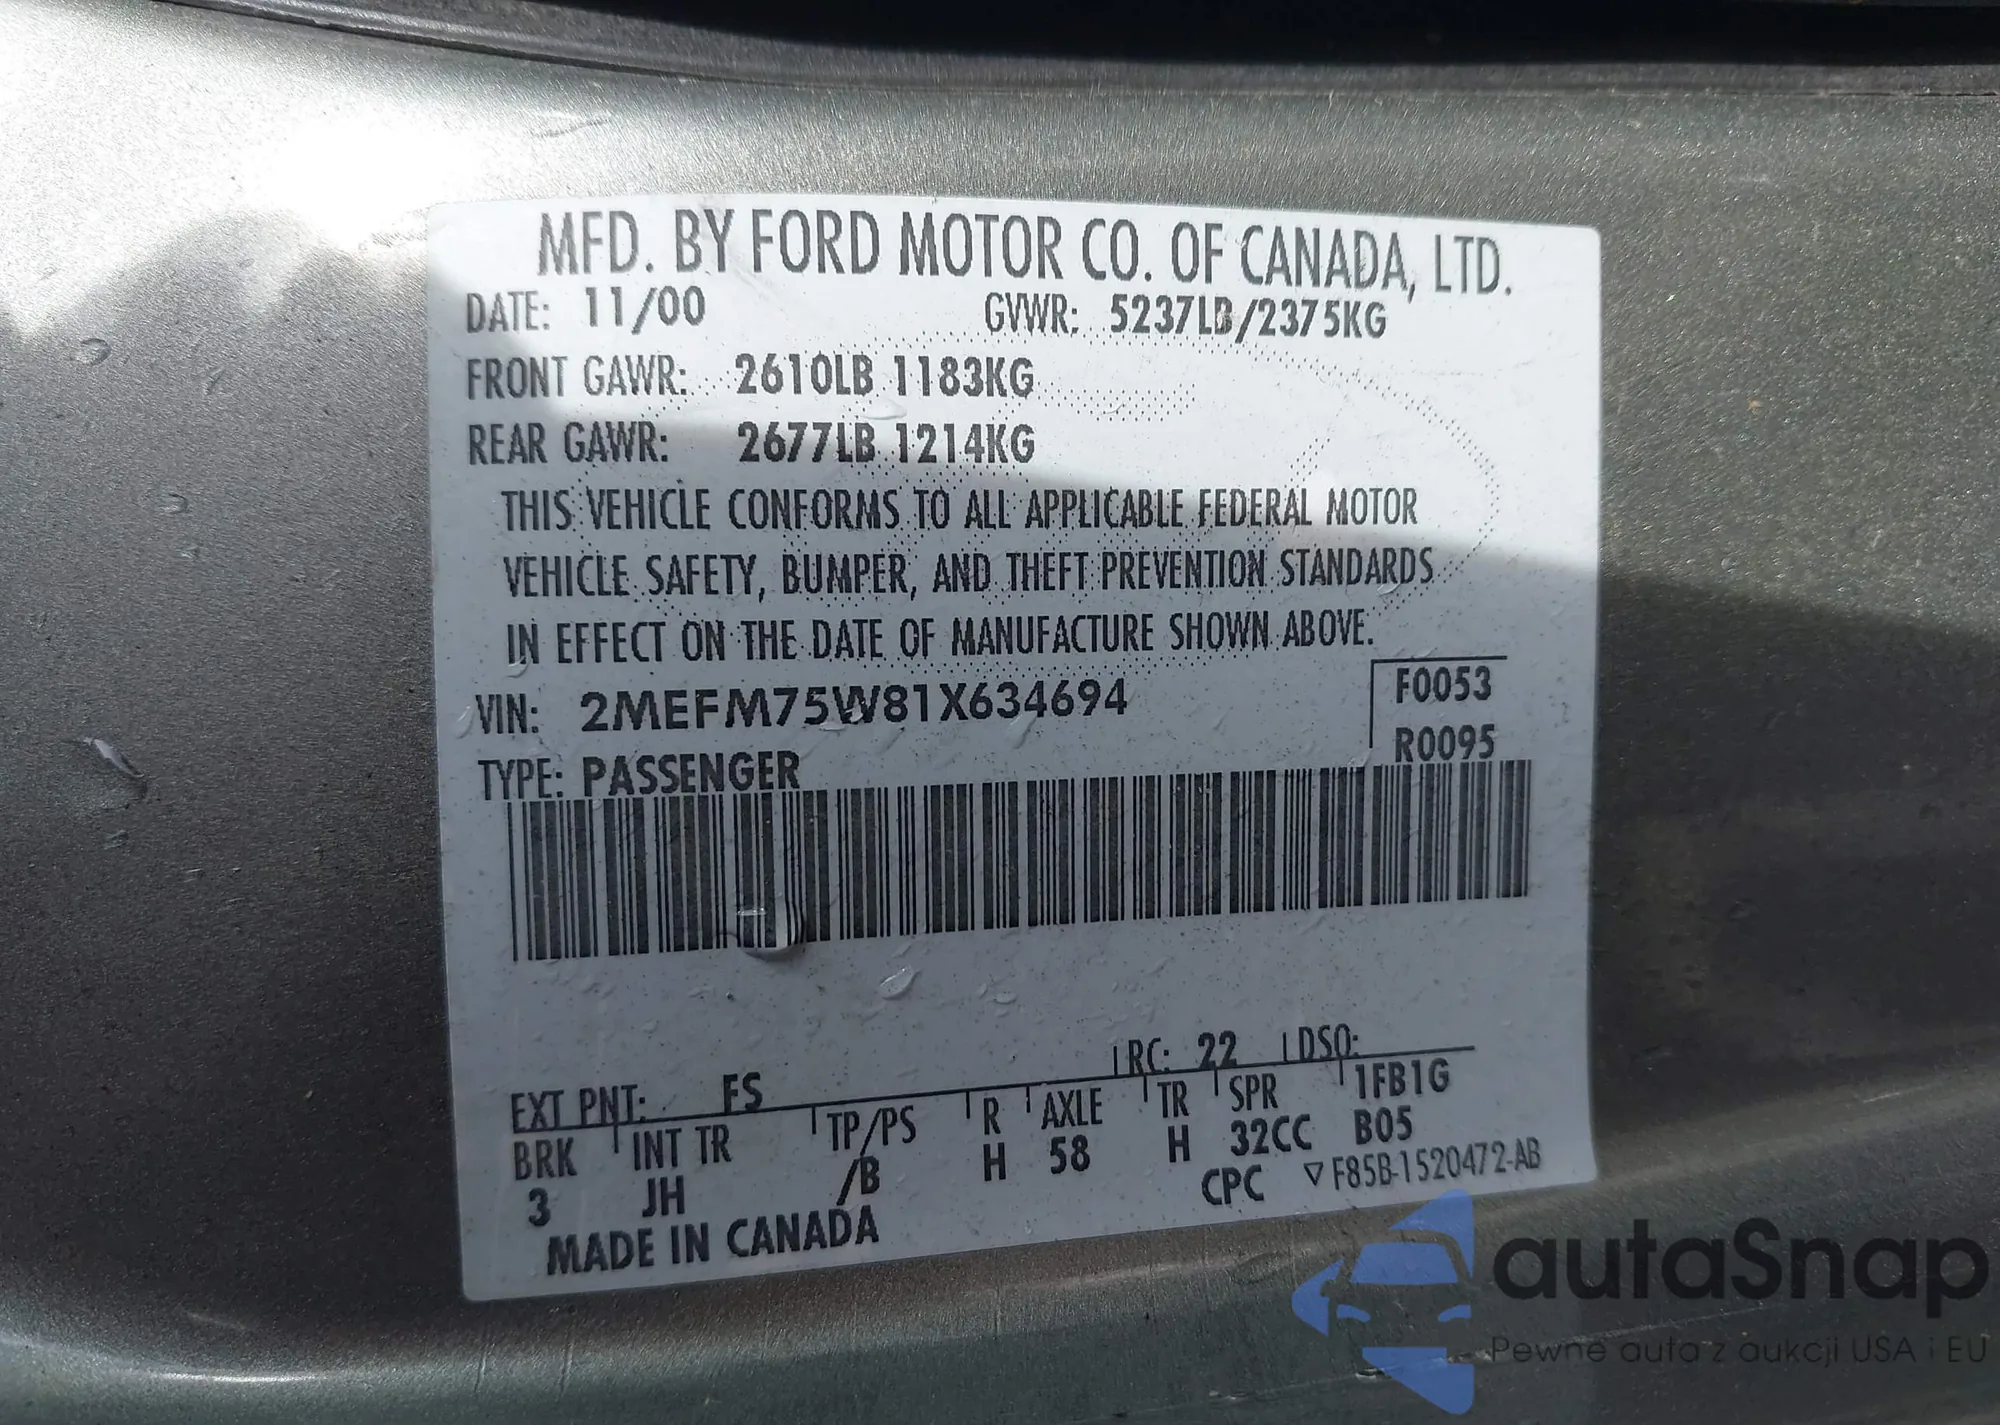 MFD. BY FORD MOTOR CO. OF CANADA, LTD.
DATE: 11/00 GVWR: 5237LB/2375KG
FRONT GAWR: 2610LB 1183KG
REAR GAWR: 2677LB 1214KG
THIS VEHICLE CONFORMS TO ALL APPLICABLE FEDERAL MOTOR
VEHICLE SAFETY, BUMPER, AND THEFT PREVENTION STANDARDS
IN EFFECT ON THE DATE OF MANUFACTURE SHOWN ABOVE.
VIN: 2MEFM75W81X634694 F0053
TYPE: PASSENGER R0095
EXT PNT: FS RC: 22 DSO:
BRK INT TR TP/PS R AXLE TR SPR 1FB1G
3 JH /B H 58 H 32CC B05
MADE IN CANADA CPC ▽F85B-1520472-AB
autaSnap
Pewne auta z aukcji USA i EU